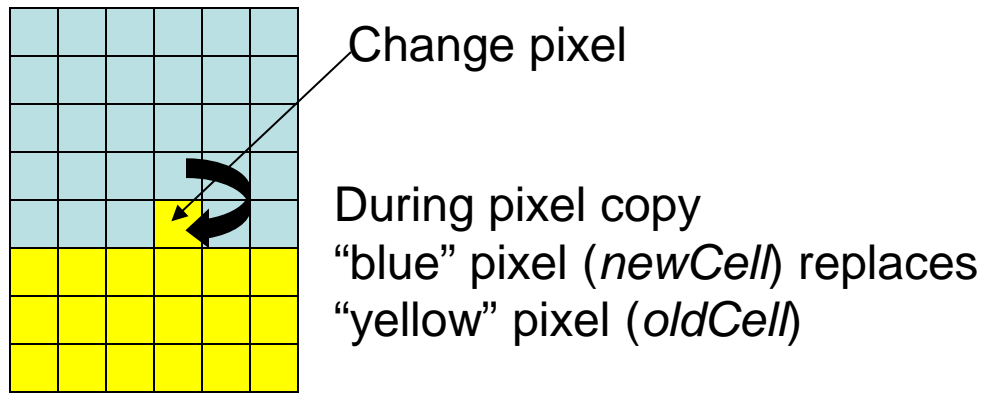 Change pixel
During pixel copy
“blue” pixel (newCell) replaces
“yellow” pixel (oldCell)